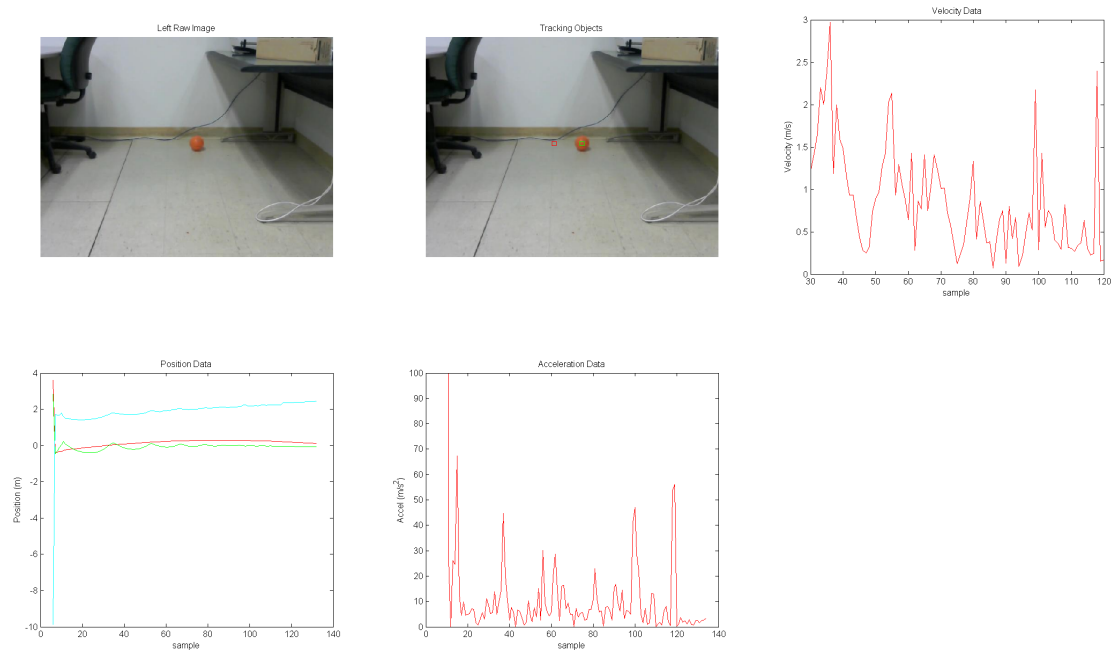 Left Raw Image
Tracking Objects
Velocity Data
3
2.5
2
1.5
1
0.5
0
Velocity (m/s)
30 40 50 60 70 80 90 100 110 120
sample
Position Data
4
2
0
-2
-4
-6
-8
-10
Position (m)
0 20 40 60 80 100 120 140
sample
Acceleration Data
100
90
80
70
60
50
40
30
20
10
0
Accel (m/s²)
0 20 40 60 80 100 120 140
sample